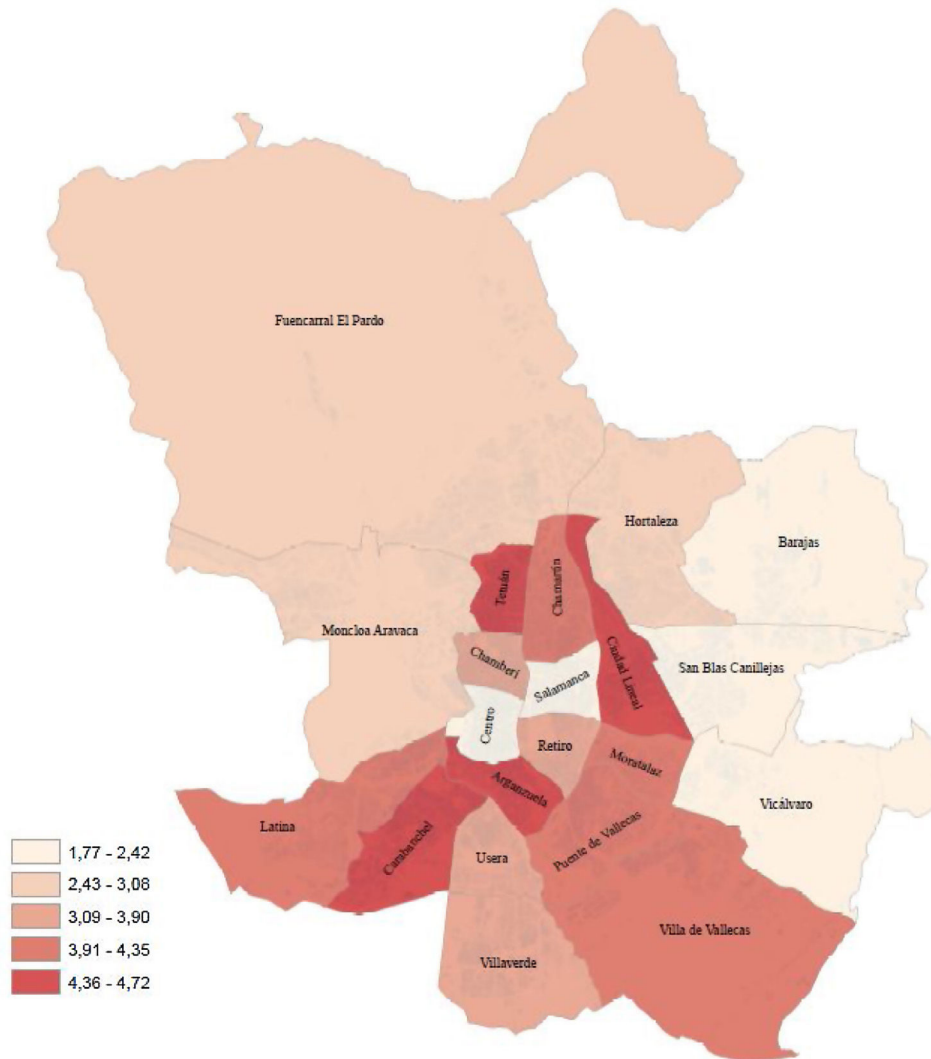 Fuencarral El Pardo
Hortaleza
Barajas
Tetuán
Chamartín
Moncloa Aravaca
Chamberí
Ciudad Lineal
San Blas Canillejas
Salamanca
Centro
Retiro
Moratalaz
Arganzuela
Vicálvaro
Latina
Carabanchel
Puente de Vallecas
Usera
Villa de Vallecas
Villaverde
1,77 - 2,42
2,43 - 3,08
3,09 - 3,90
3,91 - 4,35
4,36 - 4,72